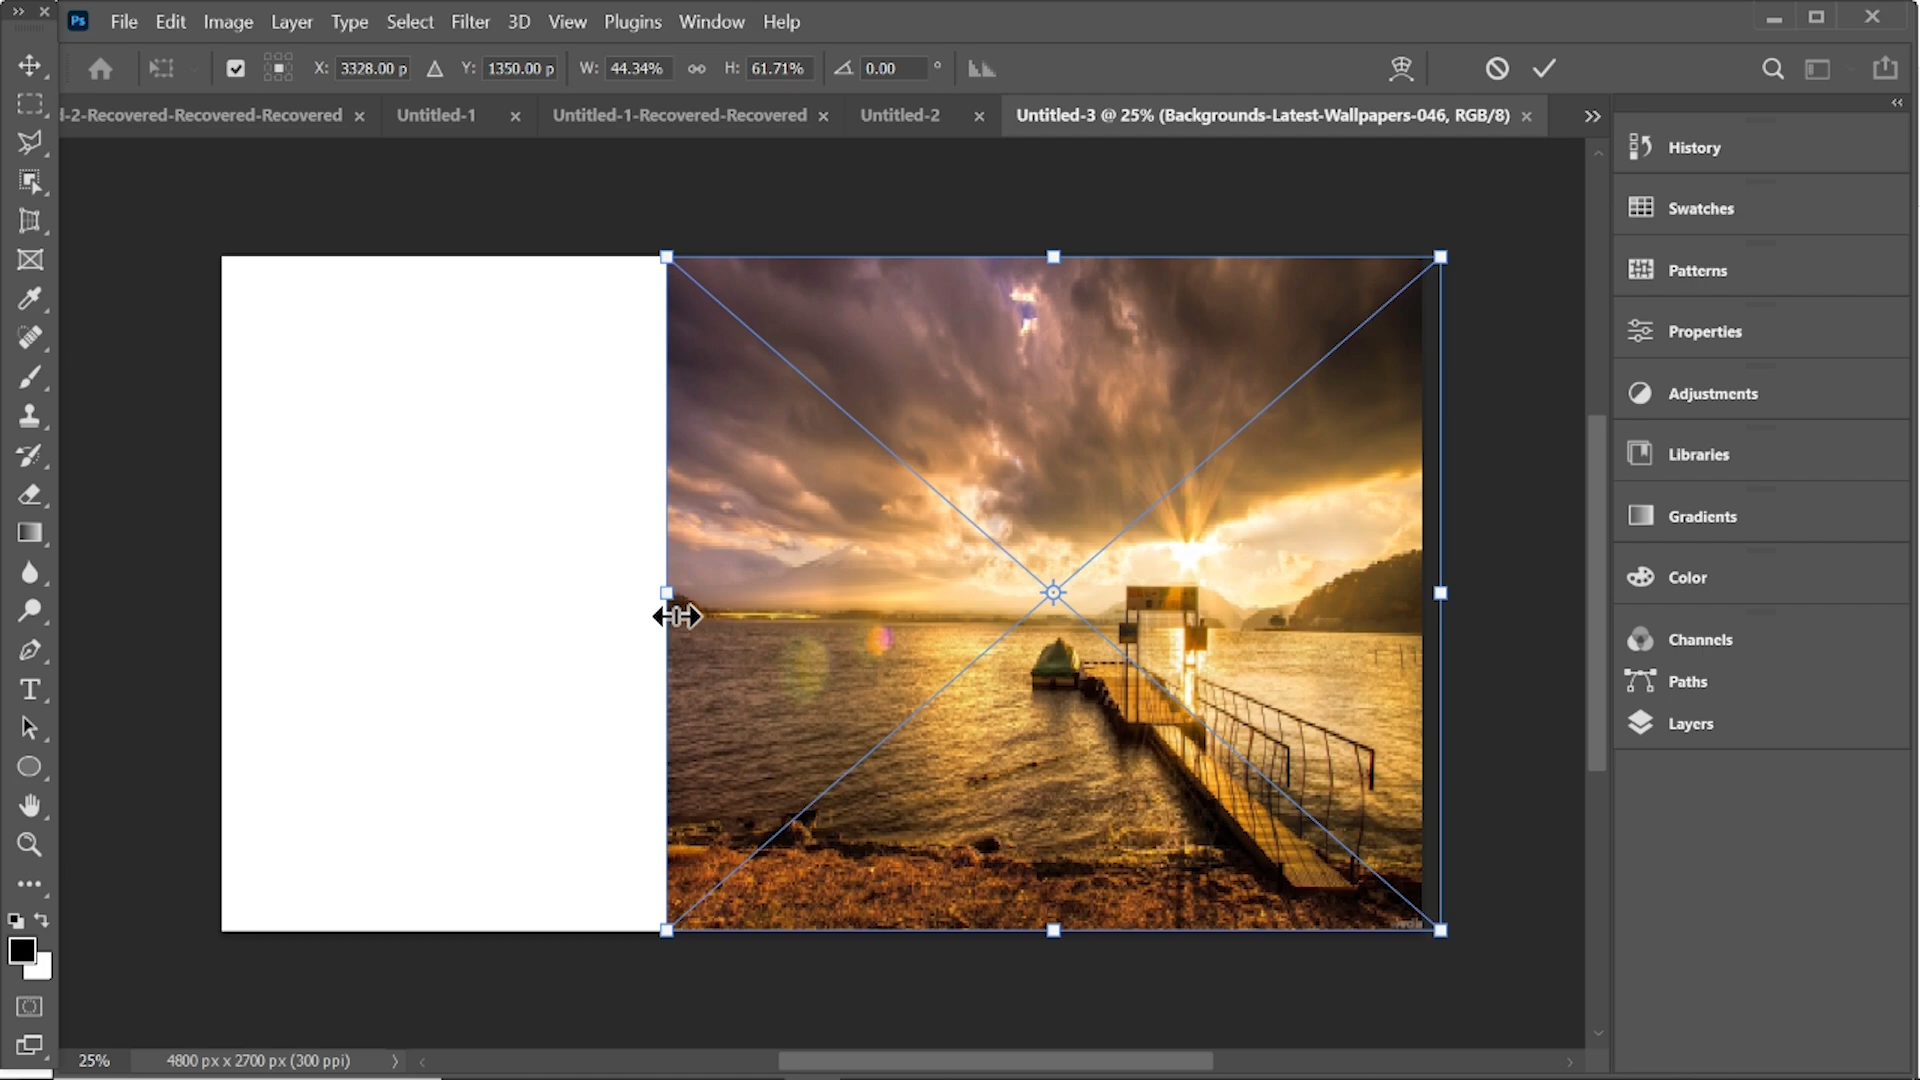 Ps File Edit Image Layer Type Select Filter 3D View Plugins Window Help
X: 3328.00 p Y: 1350.00 p W: 44.34% H: 61.71% 0.00 °
d-2-Recovered-Recovered-Recovered × Untitled-1 × Untitled-1-Recovered-Recovered × Untitled-2 × Untitled-3 @ 25% (Backgrounds-Latest-Wallpapers-046, RGB/8) ×
History
Swatches
Patterns
Properties
Adjustments
Libraries
Gradients
Color
Channels
Paths
Layers
25% 4800 px x 2700 px (300 ppi)